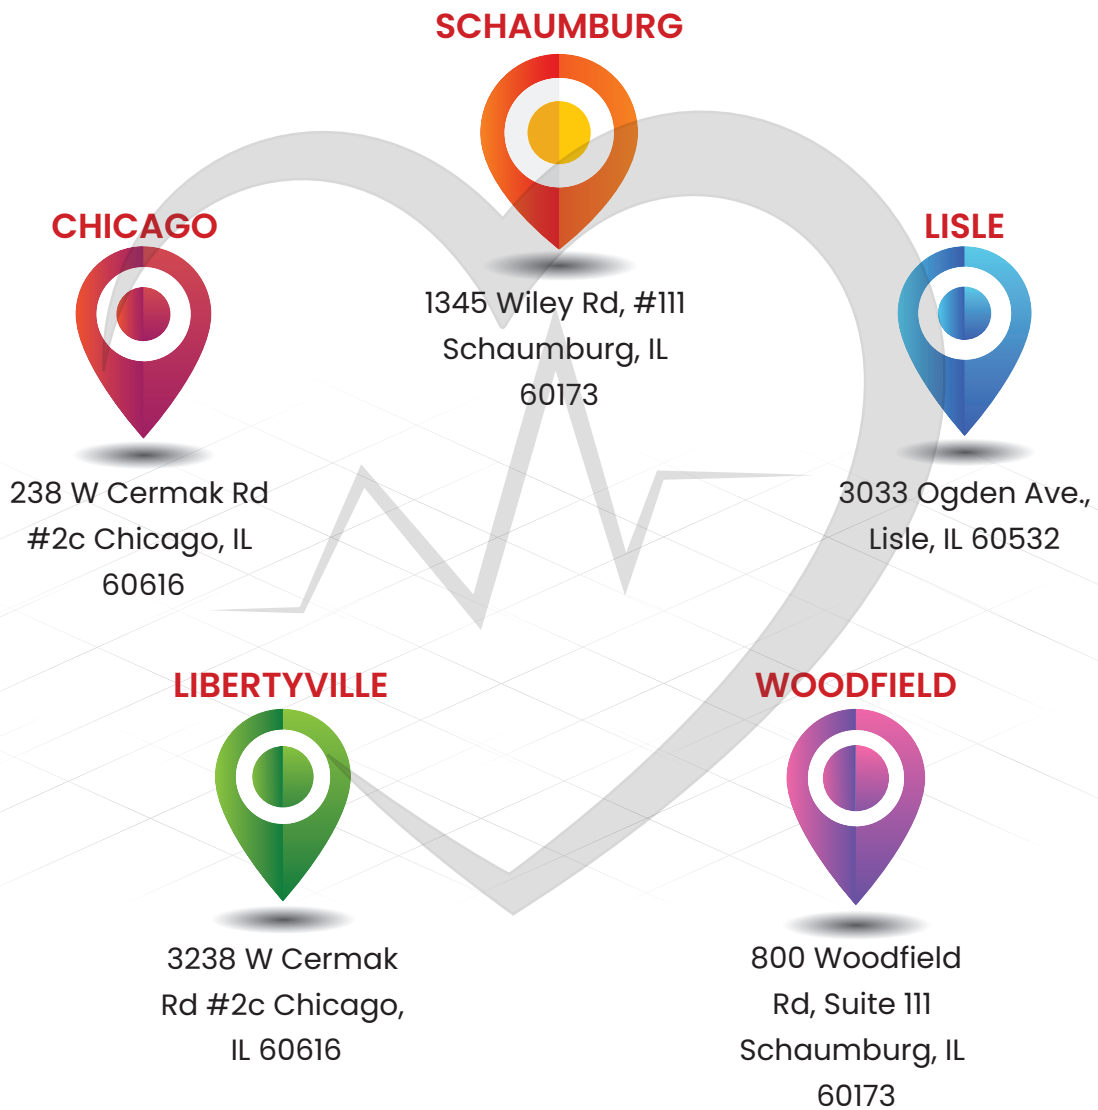 SCHAUMBURG
1345 Wiley Rd, #111
Schaumburg, IL
60173
CHICAGO
238 W Cermak Rd
#2c Chicago, IL
60616
LISLE
3033 Ogden Ave.,
Lisle, IL 60532
LIBERTYVILLE
3238 W Cermak
Rd #2c Chicago,
IL 60616
WOODFIELD
800 Woodfield
Rd, Suite 111
Schaumburg, IL
60173